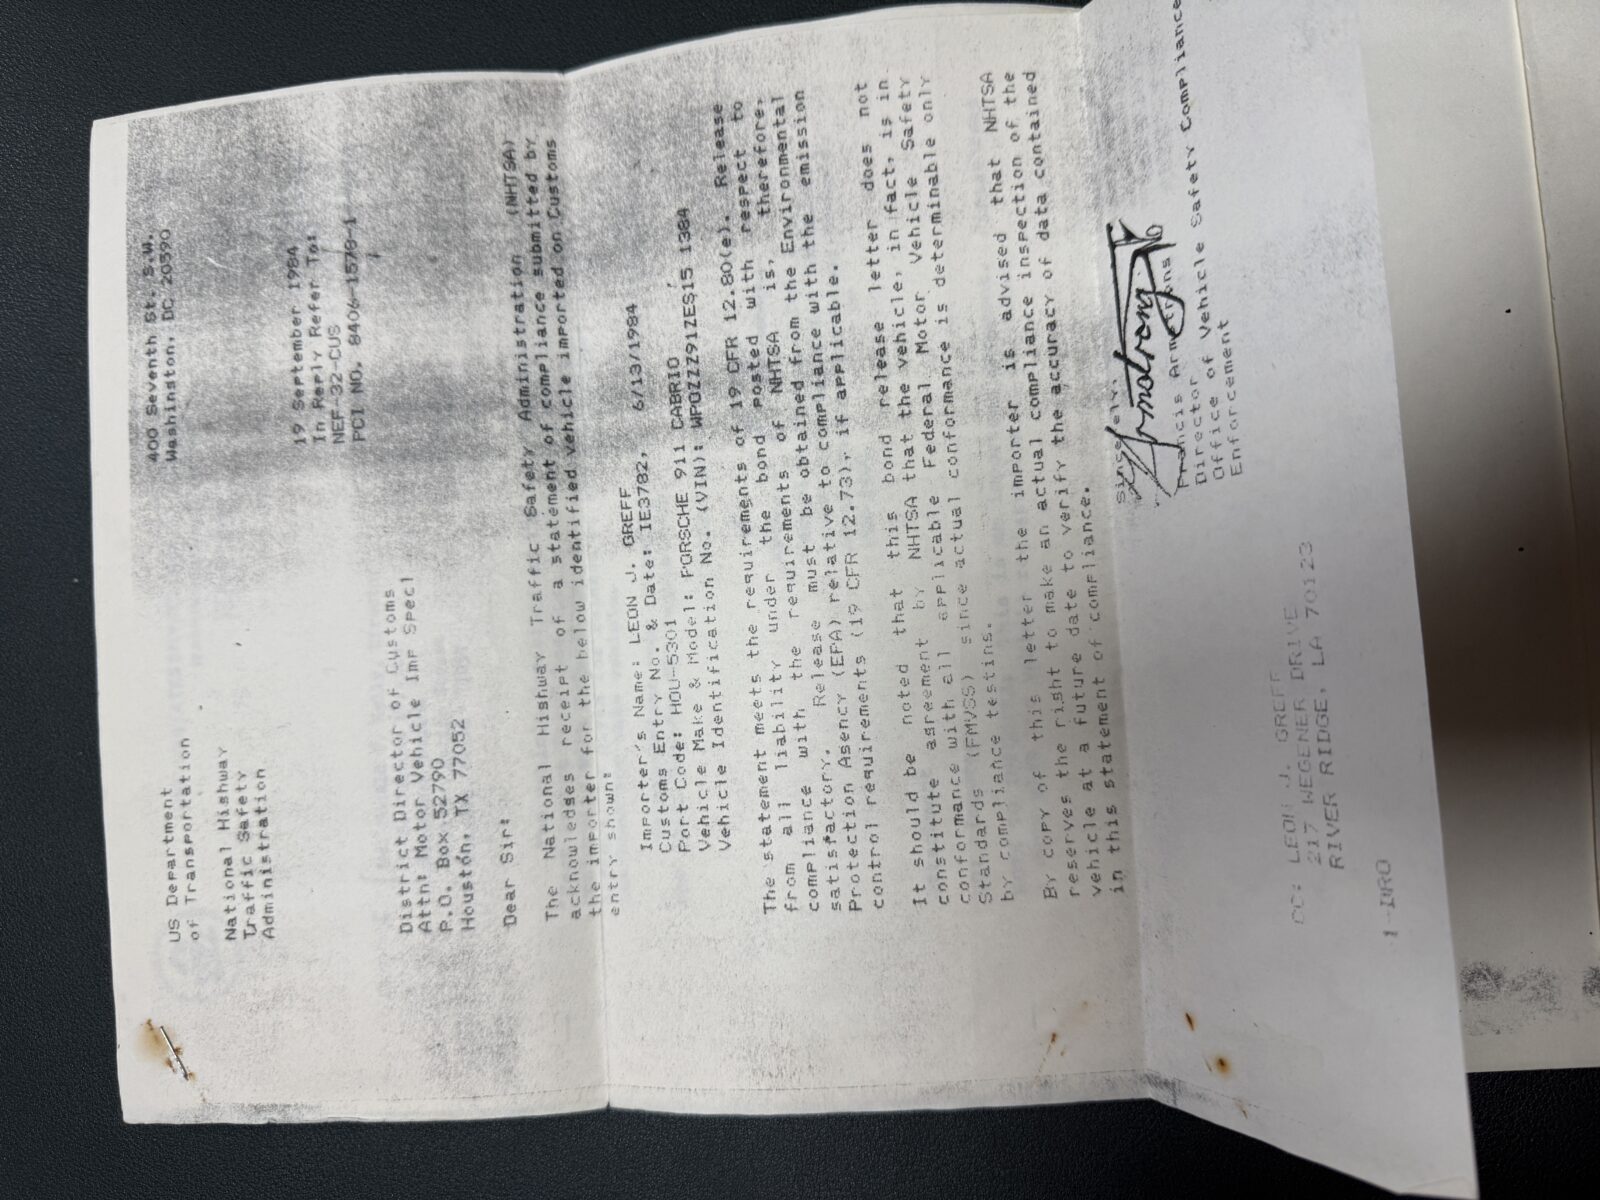 US Department
of Transportation
National Highway
Traffic Safety
Administration
400 Seventh St. S.W.
Washington, DC 20590
19 September 1984
In Reply Refer To:
NEF-32-CUS
PCI NO. 8406-1578-1
District Director of Customs
Attn: Motor Vehicle Imp Specl
P.O. Box 52790
Houston, TX 77052
Dear Sir:
The National Highway Traffic Safety Administration (NHTSA)
acknowledges receipt of a statement of compliance submitted by
the importer for the below identified vehicle imported on Customs
entry shown:
Importer's Name: LEON J. GREFF
Customs Entry No. & Date: IE3782, 6/13/1984
Port Code: HOU-5301
Vehicle Make & Model: PORSCHE 911 CABRIO
Vehicle Identification No. (VIN): WP0ZZZ91ZES15 1384
The statement meets the requirements of 19 CFR 12.80(e). Release
from all liability under the bond posted with respect to
compliance with the requirements of NHTSA is, therefore,
satisfactory. Release must be obtained from the Environmental
Protection Agency (EPA) relative to compliance with the emission
control requirements (19 CFR 12.73), if applicable.
It should be noted that this bond release letter does not
constitute agreement by NHTSA that the vehicle, in fact, is in
conformance with all applicable Federal Motor Vehicle Safety
Standards (FMVSS) since actual conformance is determinable only
by compliance testing.
By copy of this letter the importer is advised that NHTSA
reserves the right to make an actual compliance inspection of the
vehicle at a future date to verify the accuracy of data contained
in this statement of compliance.
Sincerely,
Armstrong
Francis Armstrong
Director
Office of Vehicle Safety Compliance
Enforcement
CC: LEON J. GREFF
217 WEGENER DRIVE
RIVER RIDGE, LA 70123